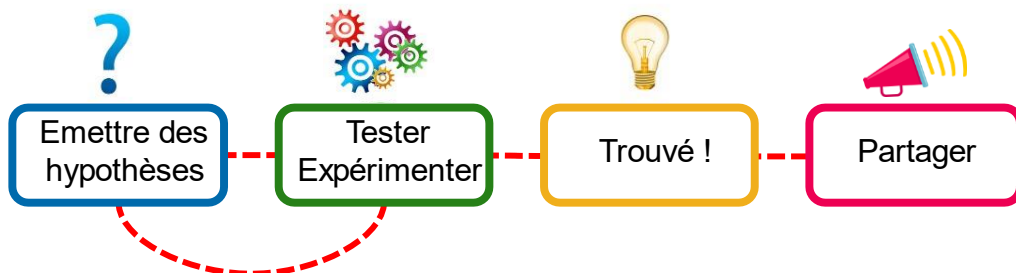 ?
Emettre des
hypothèses
Tester
Expérimenter
Trouvé !
Partager